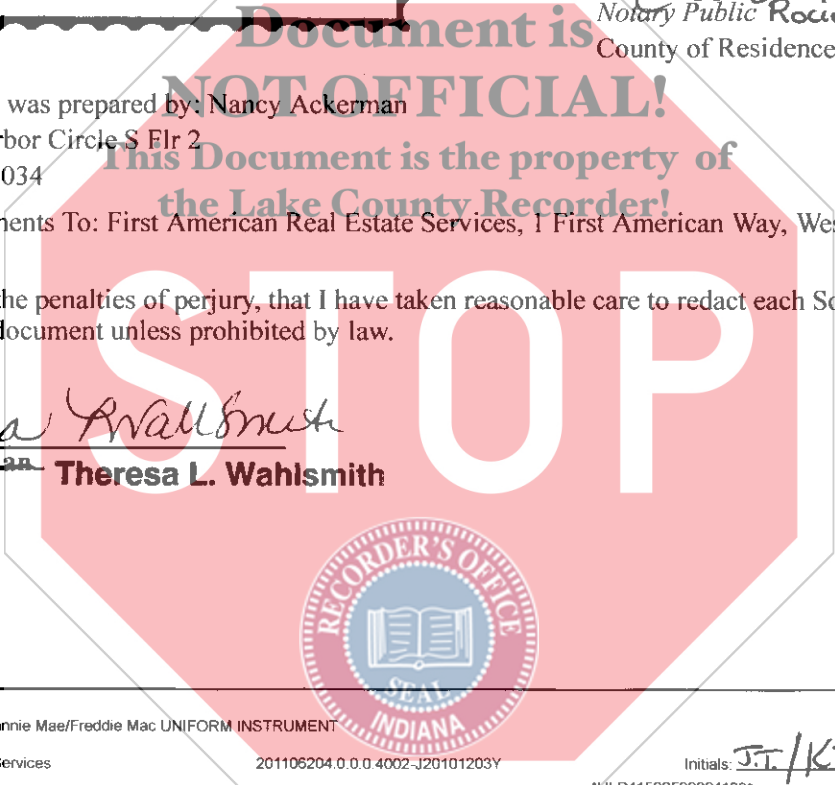 Document is
NOT OFFICIAL!
This Document is the property of
the Lake County Recorder!
Notary Public
County of Residence
was prepared by: Nancy Ackerman
rbor Circle S Flr 2
034
nents To: First American Real Estate Services, 1 First American Way, Wes
he penalties of perjury, that I have taken reasonable care to redact each So
document unless prohibited by law.
STOP
Theresa L. Wahlsmith
RECORDER'S OFFICE
SEAL
INDIANA
nnie Mae/Freddie Mac UNIFORM INSTRUMENT
Services
201106204.0.0.0.4002-J20101203Y
Initials: J.T./K